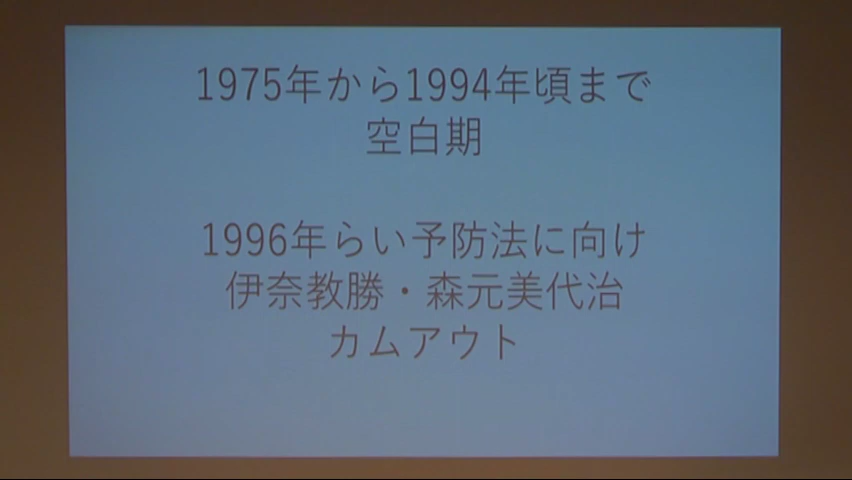 1975年から1994年頃まで
空白期
1996年らい予防法に向け
伊奈教勝・森元美代治
カムアウト